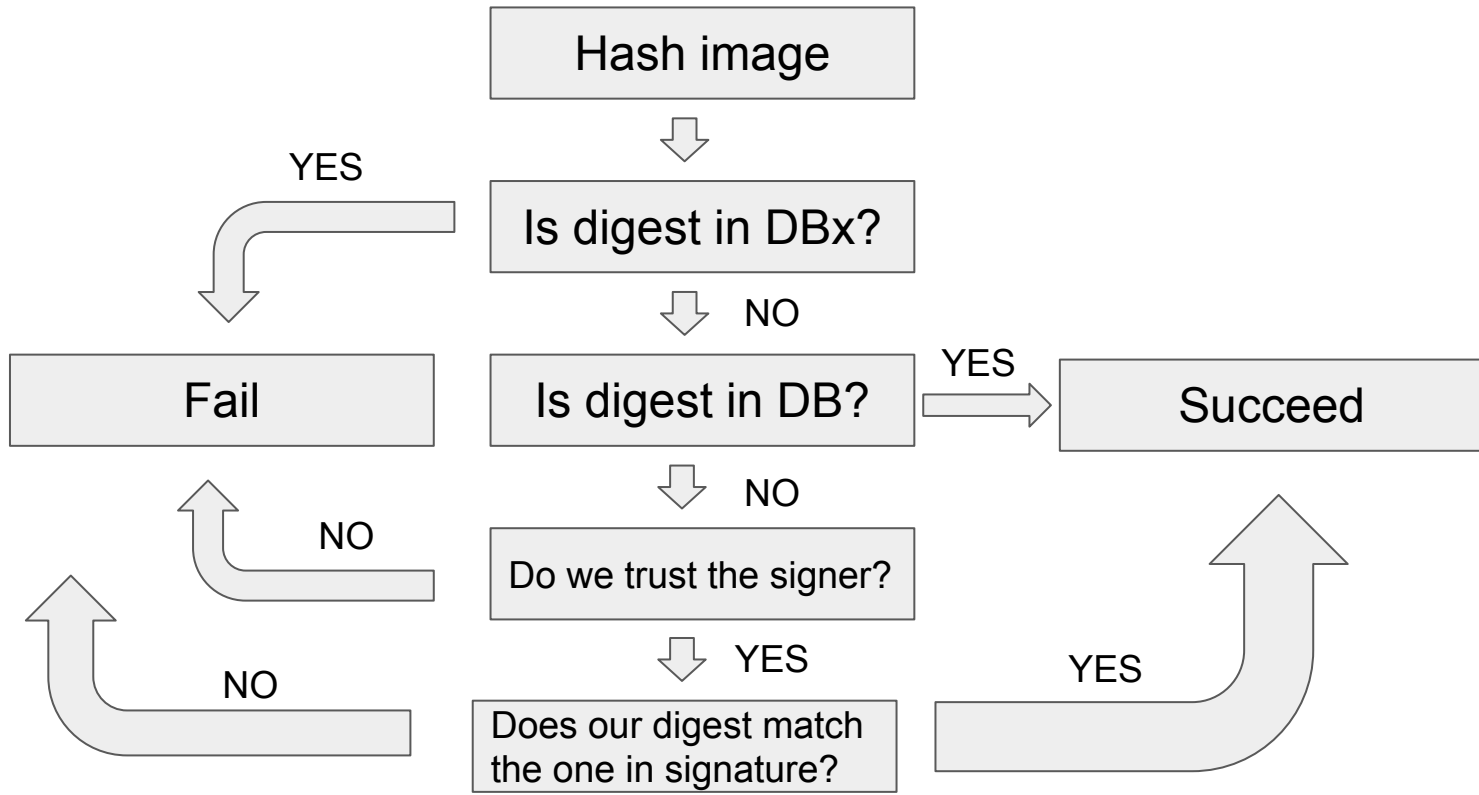 Hash image
YES
Is digest in DBx?
NO
YES
Fail
Is digest in DB?
Succeed
NO
NO
Do we trust the signer?
YES
YES
NO
Does our digest match
the one in signature?